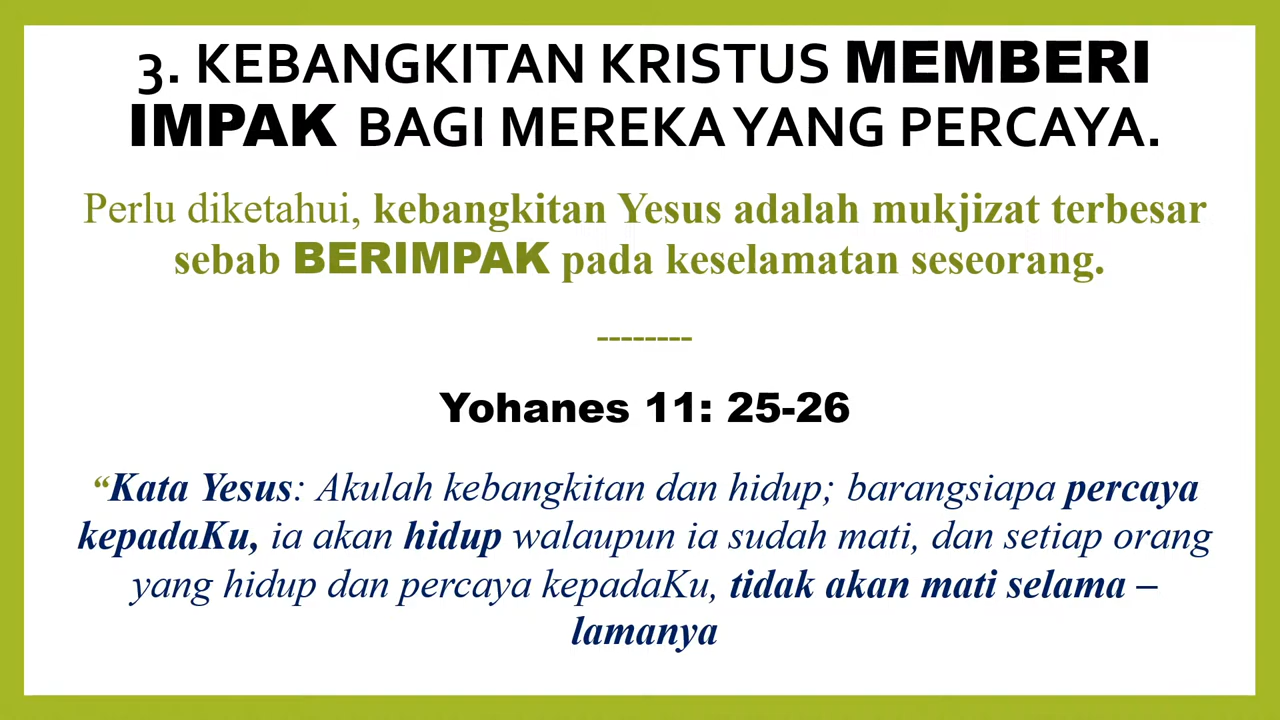 3. KEBANGKITAN KRISTUS MEMBERI
IMPAK BAGI MEREKA YANG PERCAYA.
Perlu diketahui, kebangkitan Yesus adalah mukjizat terbesar
sebab BERIMPAK pada keselamatan seseorang.
--------
Yohanes 11: 25-26
“Kata Yesus: Akulah kebangkitan dan hidup; barangsiapa percaya
kepadaKu, ia akan hidup walaupun ia sudah mati, dan setiap orang
yang hidup dan percaya kepadaKu, tidak akan mati selama –
lamanya